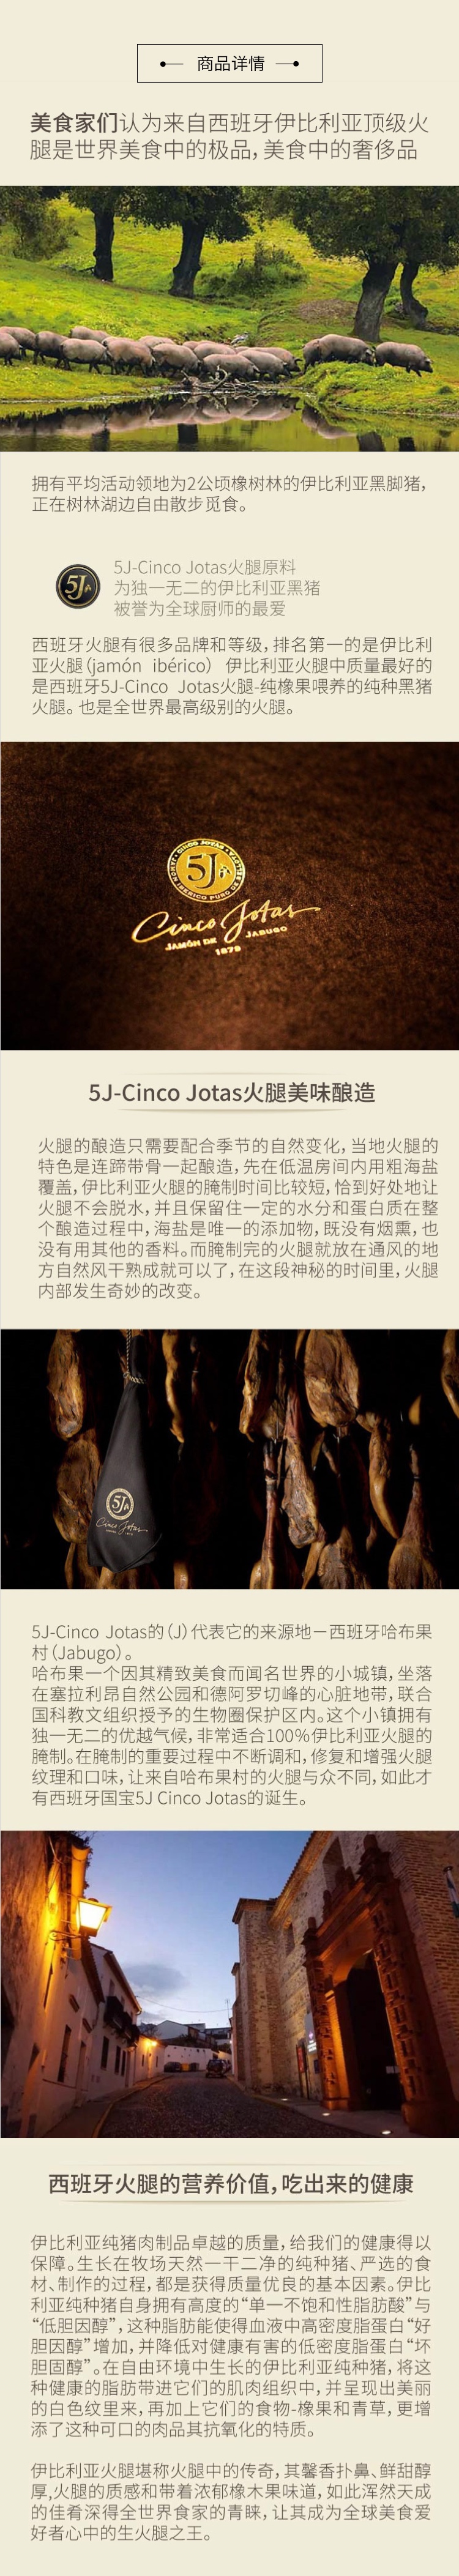 商品详情
美食家们认为来自西班牙伊比利亚顶级火
腿是世界美食中的极品，美食中的奢侈品
拥有平均活动领地为2公顷橡树林的伊比利亚黑脚猪，
正在树林湖边自由散步觅食。
5J
5J-Cinco Jotas火腿原料
为独一无二的伊比利亚黑猪
被誉为全球厨师的最爱
西班牙火腿有很多品牌和等级，排名第一的是伊比利
亚火腿（jamón ibérico） 伊比利亚火腿中质量最好的
是西班牙5J-Cinco Jotas火腿-纯橡果喂养的纯种黑猪
火腿。也是全世界最高级别的火腿。
5J
Cinco Jotas
JAMÓN DE JABUGO
1879
5J-Cinco Jotas火腿美味酿造
火腿的酿造只需要配合季节的自然变化，当地火腿的
特色是连蹄带骨一起酿造，先在低温房间内用粗海盐
覆盖，伊比利亚火腿的腌制时间比较短，恰到好处地让
火腿不会脱水，并且保留住一定的水分和蛋白质在整
个酿造过程中，海盐是唯一的添加物，既没有烟熏，也
没有用其他的香料。而腌制完的火腿就放在通风的地
方自然风干熟成就可以了，在这段神秘的时间里，火腿
内部发生奇妙的改变。
5J
Cinco Jotas
5J-Cinco Jotas的（J）代表它的来源地－西班牙哈布果
村（Jabugo）。
哈布果一个因其精致美食而闻名世界的小城镇，坐落
在塞拉利昂自然公园和德阿罗切峰的心脏地带，联合
国科教文组织授予的生物圈保护区内。这个小镇拥有
独一无二的优越气候，非常适合100%伊比利亚火腿的
腌制。在腌制的重要过程中不断调和，修复和增强火腿
纹理和口味，让来自哈布果村的火腿与众不同，如此才
有西班牙国宝5J Cinco Jotas的诞生。
西班牙火腿的营养价值，吃出来的健康
伊比利亚纯猪肉制品卓越的质量，给我们的健康得以
保障。生长在牧场天然一干二净的纯种猪、严选的食
材、制作的过程，都是获得质量优良的基本因素。伊比
利亚纯种猪自身拥有高度的“单一不饱和性脂肪酸”与
“低胆因醇”，这种脂肪能使得血液中高密度脂蛋白“好
胆因醇”增加，并降低对健康有害的低密度脂蛋白“坏
胆固醇”。在自由环境中生长的伊比利亚纯种猪，将这
种健康的脂肪带进它们的肌肉组织中，并呈现出美丽
的白色纹里来，再加上它们的食物-橡果和青草，更增
添了这种可口的肉品其抗氧化的特质。
伊比利亚火腿堪称火腿中的传奇，其馨香扑鼻、鲜甜醇
厚,火腿的质感和带着浓郁橡木果味道，如此浑然天成
的佳肴深得全世界食家的青睐，让其成为全球美食爱
好者心中的生火腿之王。